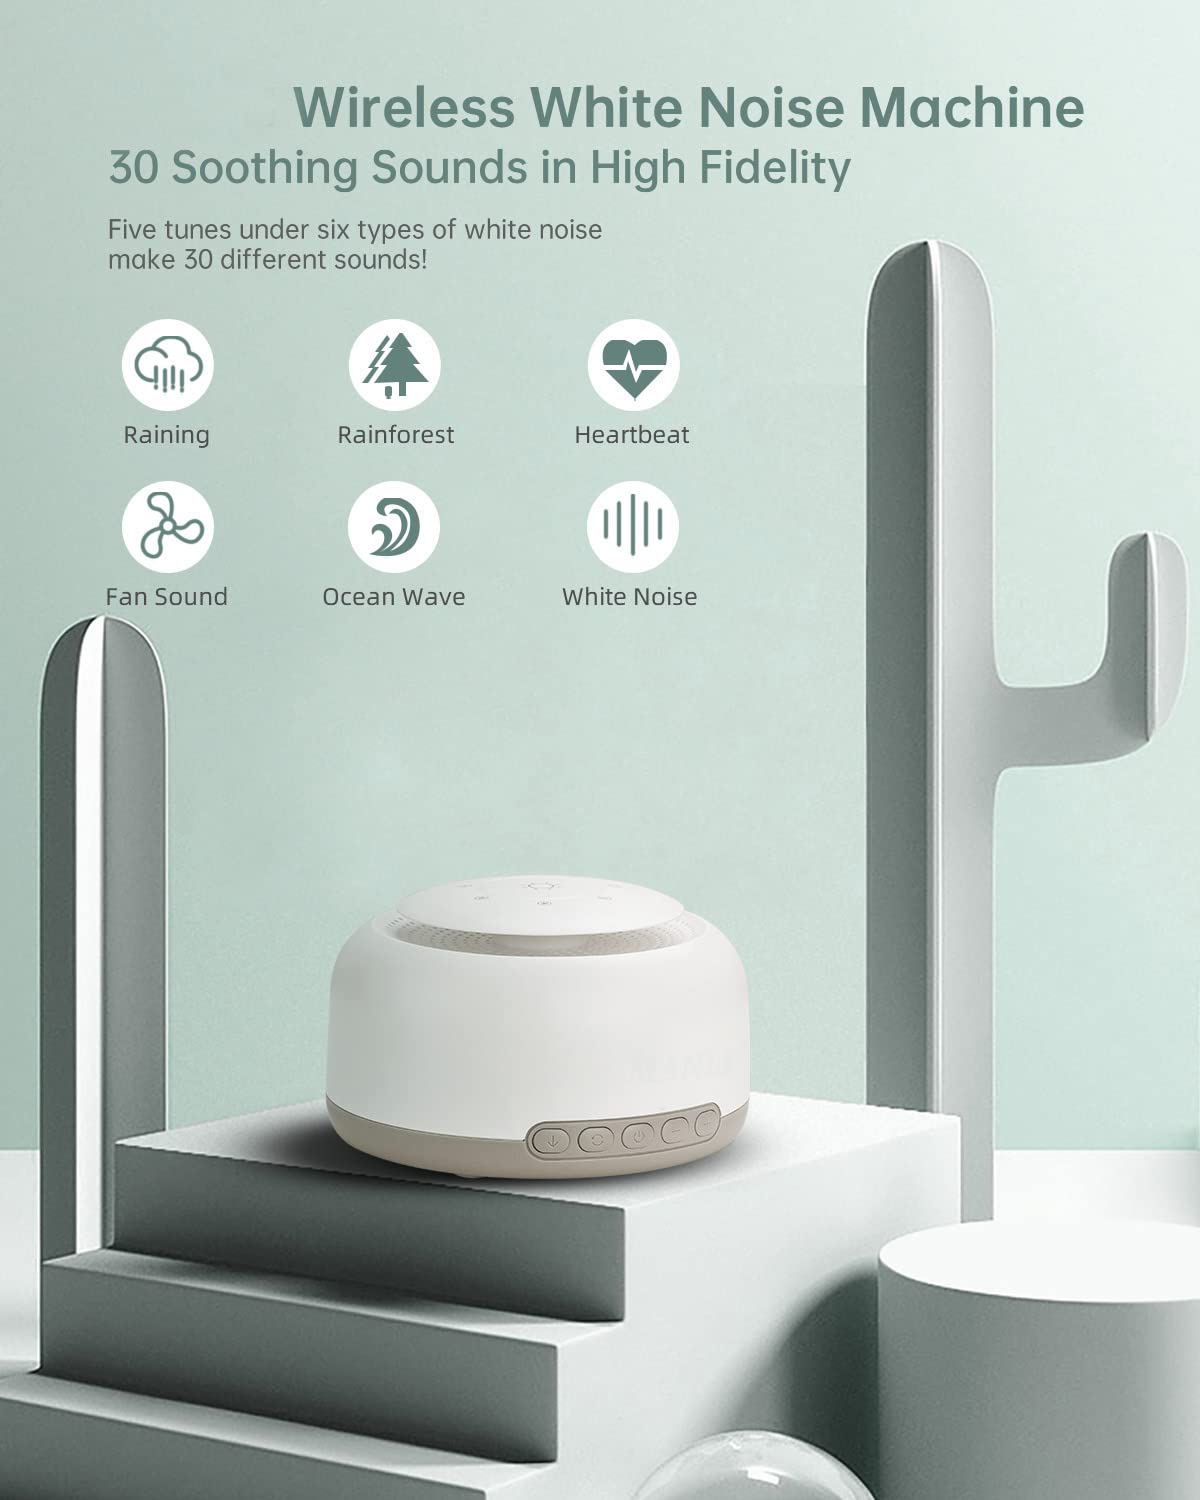 Wireless White Noise Machine
30 Soothing Sounds in High Fidelity
Five tunes under six types of white noise
make 30 different sounds!
Raining
Rainforest
Heartbeat
Fan Sound
Ocean Wave
White Noise